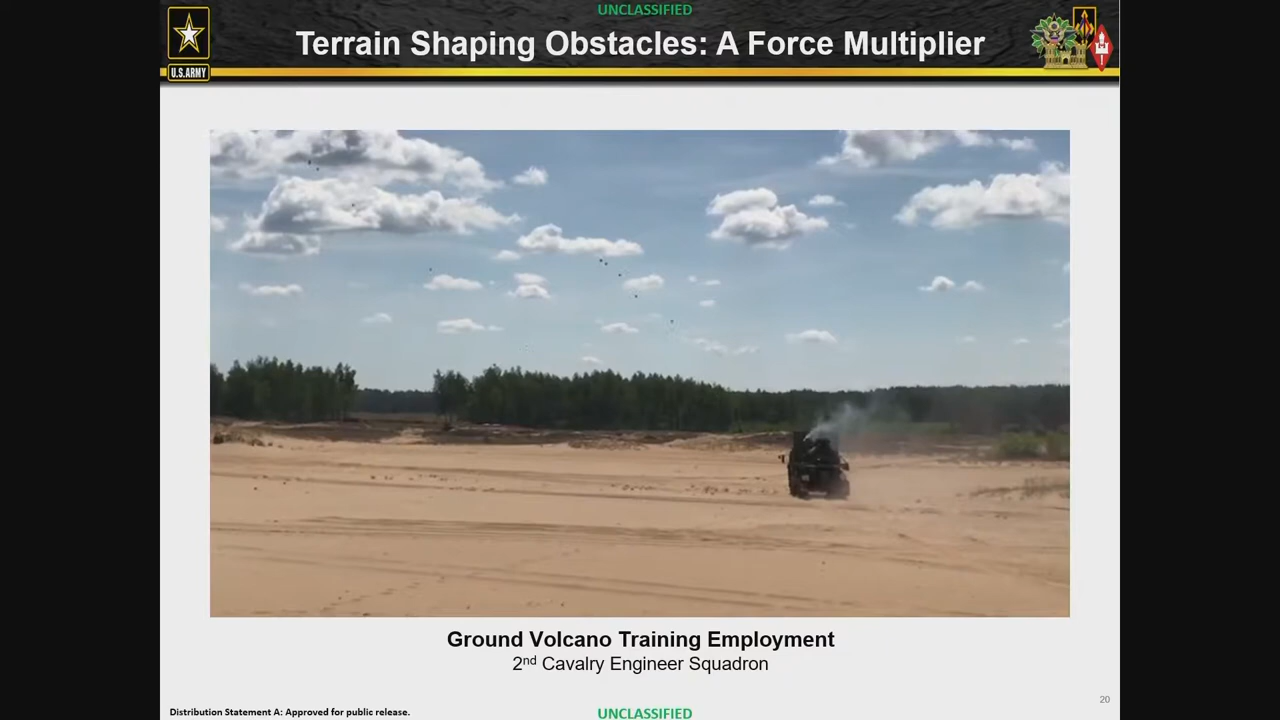 UNCLASSIFIED
Terrain Shaping Obstacles: A Force Multiplier
U.S.ARMY
Ground Volcano Training Employment
2nd Cavalry Engineer Squadron
20
Distribution Statement A: Approved for public release.
UNCLASSIFIED